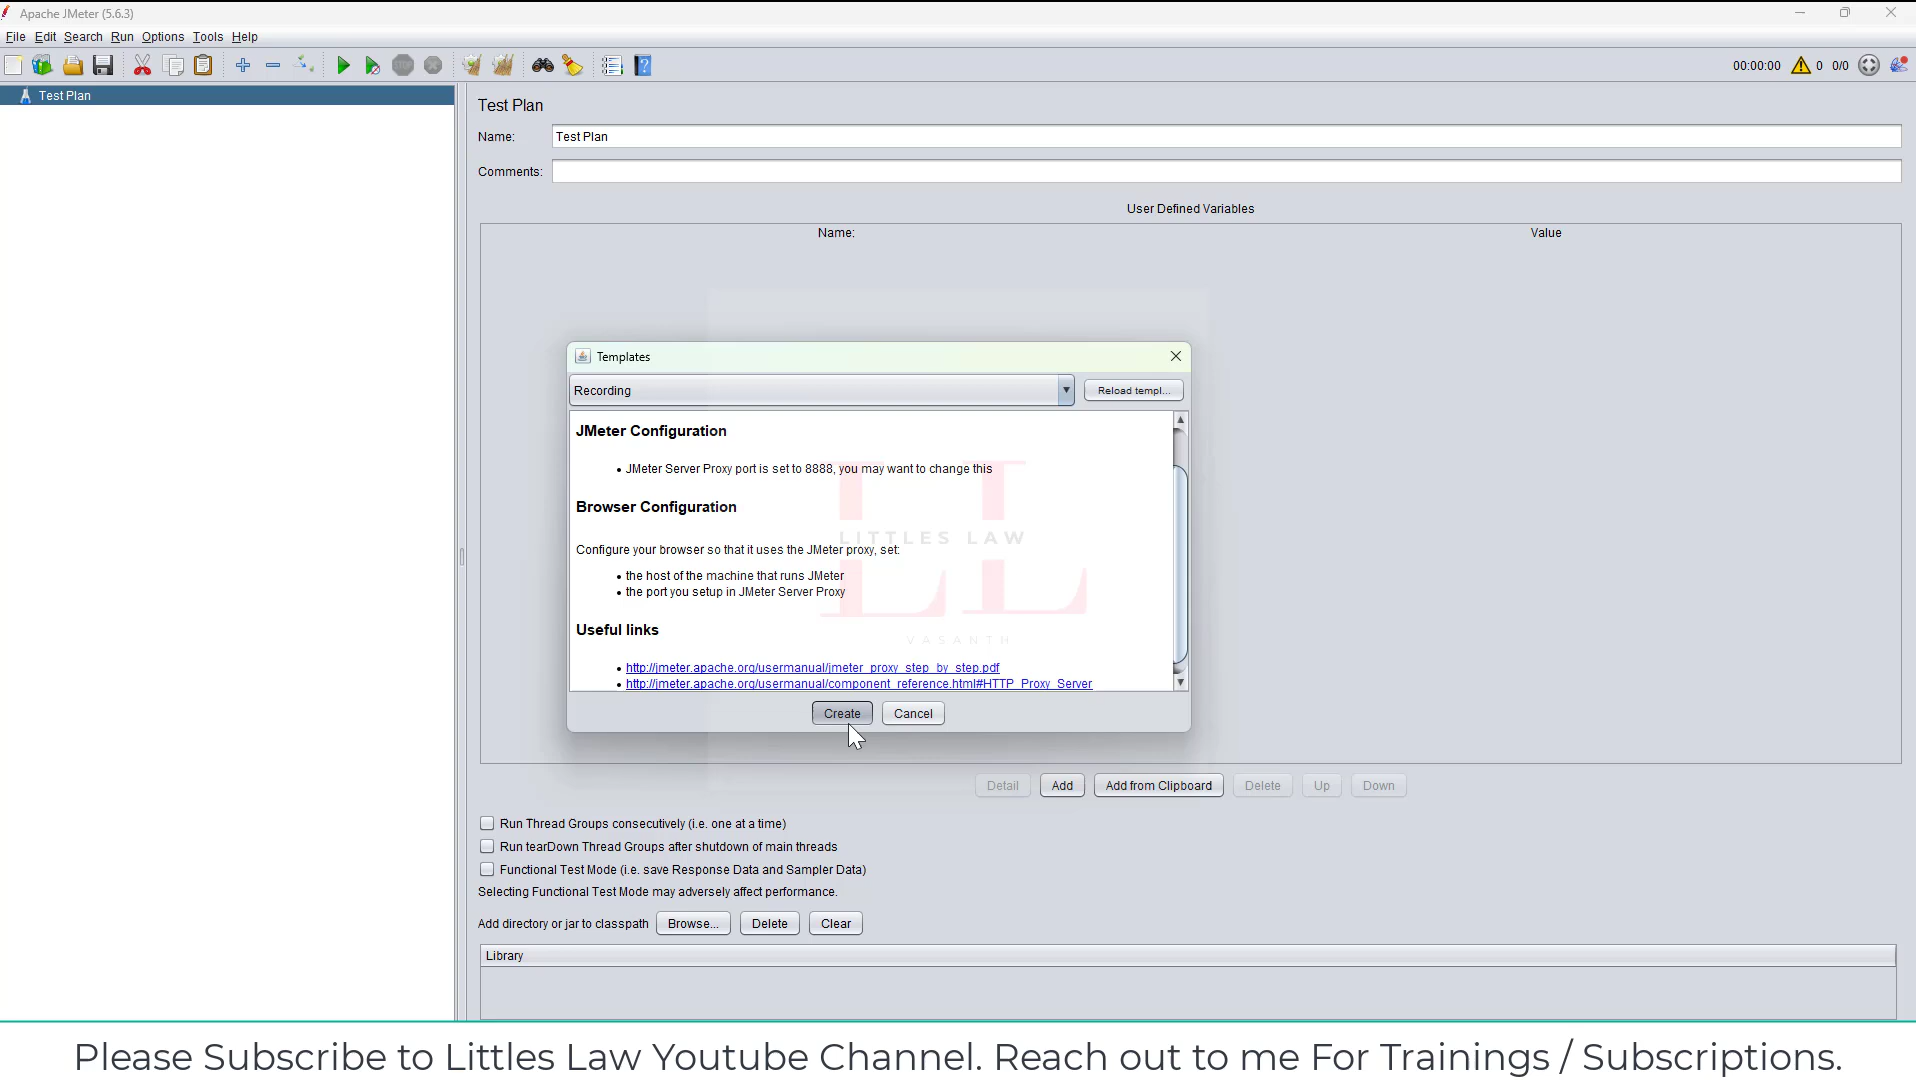 Apache JMeter (5.6.3)
File Edit Search Run Options Tools Help
00:00:00 0 0/0
Test Plan
Test Plan
Name: Test Plan
Comments:
User Defined Variables
Name: Value
Templates
Recording Reload templ...
JMeter Configuration
• JMeter Server Proxy port is set to 8888, you may want to change this
Browser Configuration
LITTLES LAW
Configure your browser so that it uses the JMeter proxy, set:
• the host of the machine that runs JMeter
• the port you setup in JMeter Server Proxy
Useful links
VASANTH
• http://jmeter.apache.org/usermanual/jmeter_proxy_step_by_step.pdf
• http://jmeter.apache.org/usermanual/component_reference.html#HTTP_Proxy_Server
Create Cancel
Detail Add Add from Clipboard Delete Up Down
Run Thread Groups consecutively (i.e. one at a time)
Run tearDown Thread Groups after shutdown of main threads
Functional Test Mode (i.e. save Response Data and Sampler Data)
Selecting Functional Test Mode may adversely affect performance.
Add directory or jar to classpath Browse... Delete Clear
Library
Please Subscribe to Littles Law Youtube Channel. Reach out to me For Trainings / Subscriptions.